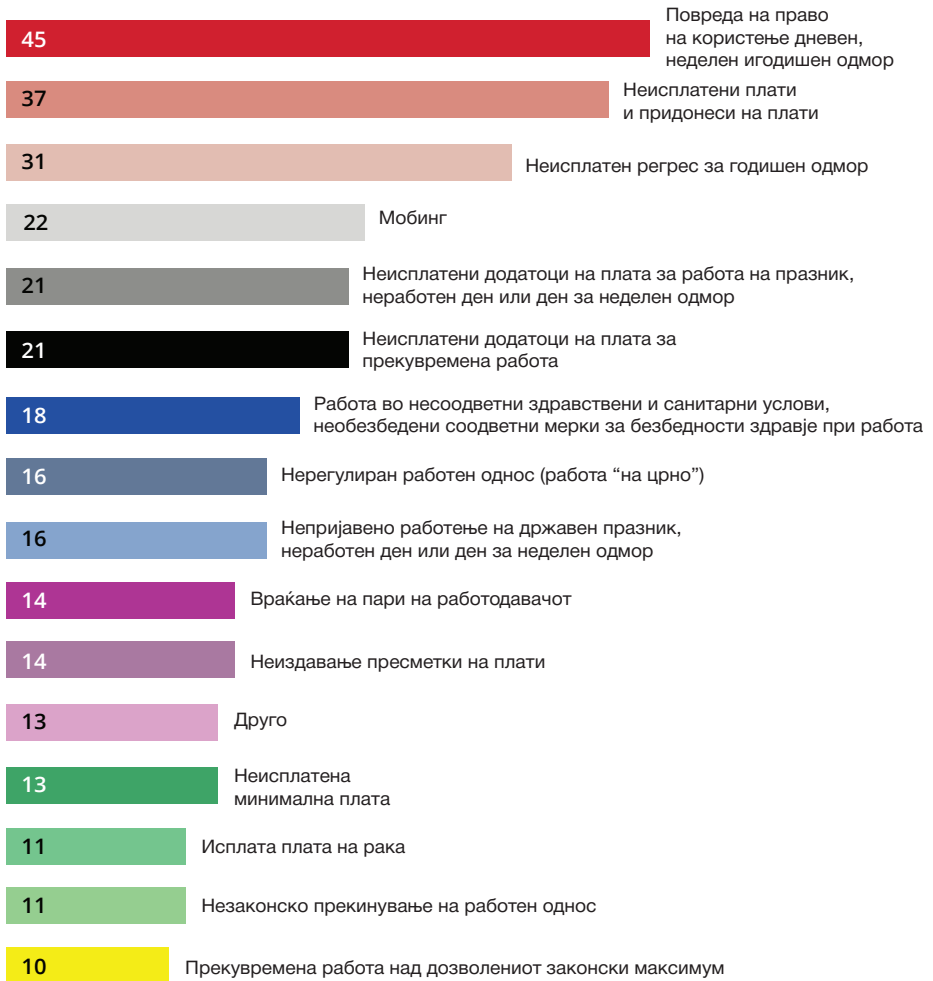 45
Повреда на право
на користење дневен,
неделен игодишен одмор
37
Неисплатени плати
и придонеси на плати
31
Неисплатен регрес за годишен одмор
22
Мобинг
21
Неисплатени додатоци на плата за работа на празник,
неработен ден или ден за неделен одмор
21
Неисплатени додатоци на плата за
прекувремена работа
18
Работа во несоодветни здравствени и санитарни услови,
необезбедени соодветни мерки за безбедности здравје при работа
16
Нерегулиран работен однос (работа “на црно”)
16
Непријавено работење на државен празник,
неработен ден или ден за неделен одмор
14
Враќање на пари на работодавачот
14
Неиздавање пресметки на плати
13
Друго
13
Неисплатена
минимална плата
11
Исплата плата на рака
11
Незаконско прекинување на работен однос
10
Прекувремена работа над дозволениот законски максимум